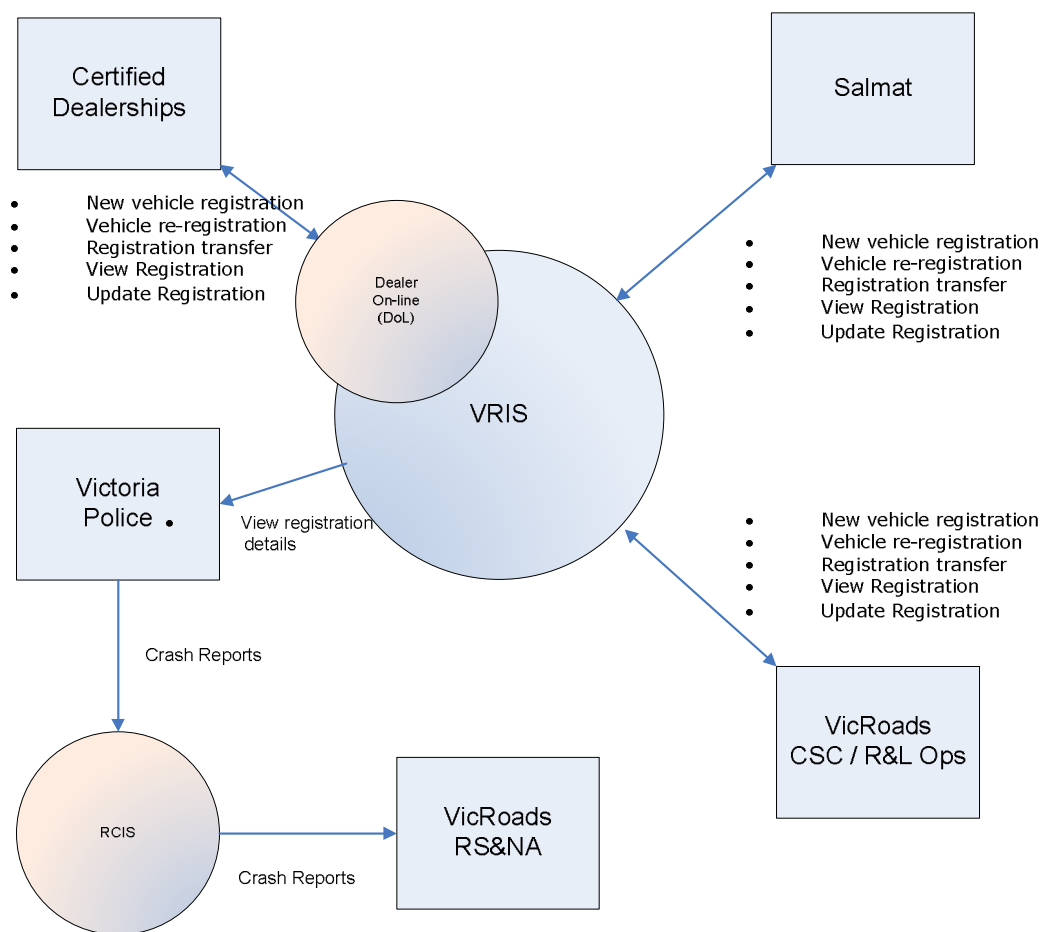 Certified
Dealerships
Salmat
• New vehicle registration
• Vehicle re-registration
• Registration transfer
• View Registration
• Update Registration
Dealer
On-line
(DoL)
• New vehicle registration
• Vehicle re-registration
• Registration transfer
• View Registration
• Update Registration
VRIS
Victoria
Police •
View registration
details
• New vehicle registration
• Vehicle re-registration
• Registration transfer
• View Registration
• Update Registration
Crash Reports
VicRoads
CSC / R&L Ops
RCIS
Crash Reports
VicRoads
RS&NA